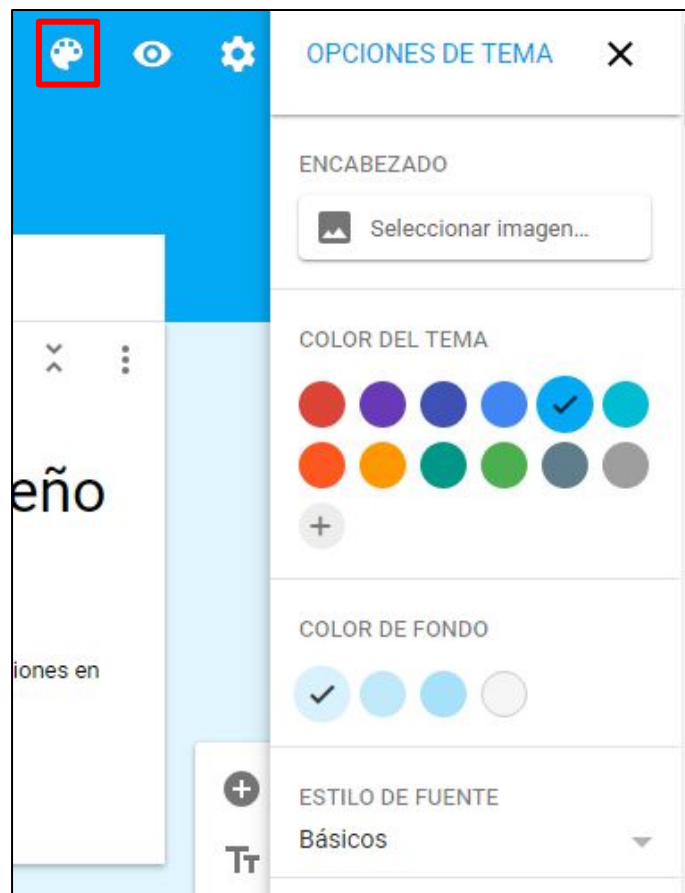 OPCIONES DE TEMA
ENCABEZADO
Seleccionar imagen...
COLOR DEL TEMA
eño
iones en
COLOR DE FONDO
ESTILO DE FUENTE
Básicos
Tт